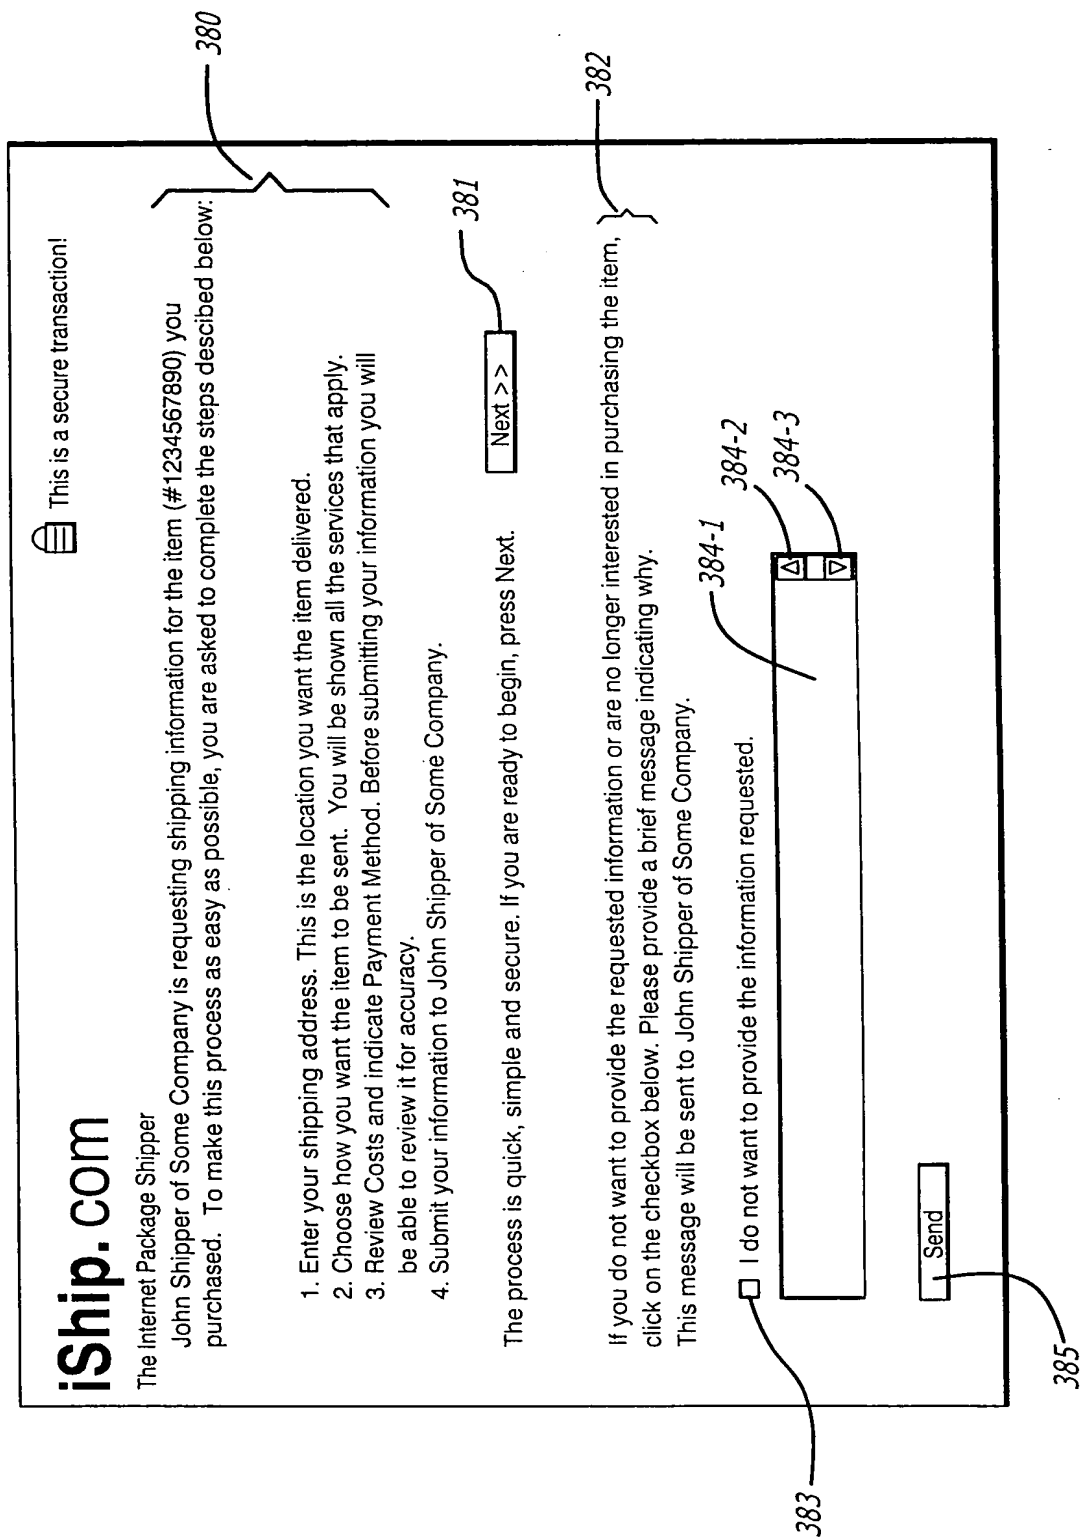 iShip.com
This is a secure transaction!
The Internet Package Shipper
John Shipper of Some Company is requesting shipping information for the item (#1234567890) you
purchased. To make this process as easy as possible, you are asked to complete the steps descibed below:
380
1. Enter your shipping address. This is the location you want the item delivered.
2. Choose how you want the item to be sent. You will be shown all the services that apply.
3. Review Costs and indicate Payment Method. Before submitting your information you will
be able to review it for accuracy.
4. Submit your information to John Shipper of Some Company.
381
The process is quick, simple and secure. If you are ready to begin, press Next.
Next >>
382
If you do not want to provide the requested information or are no longer interested in purchasing the item,
click on the checkbox below. Please provide a brief message indicating why.
This message will be sent to John Shipper of Some Company.
384-1
384-2
384-3
I do not want to provide the information requested.
383
Send
385